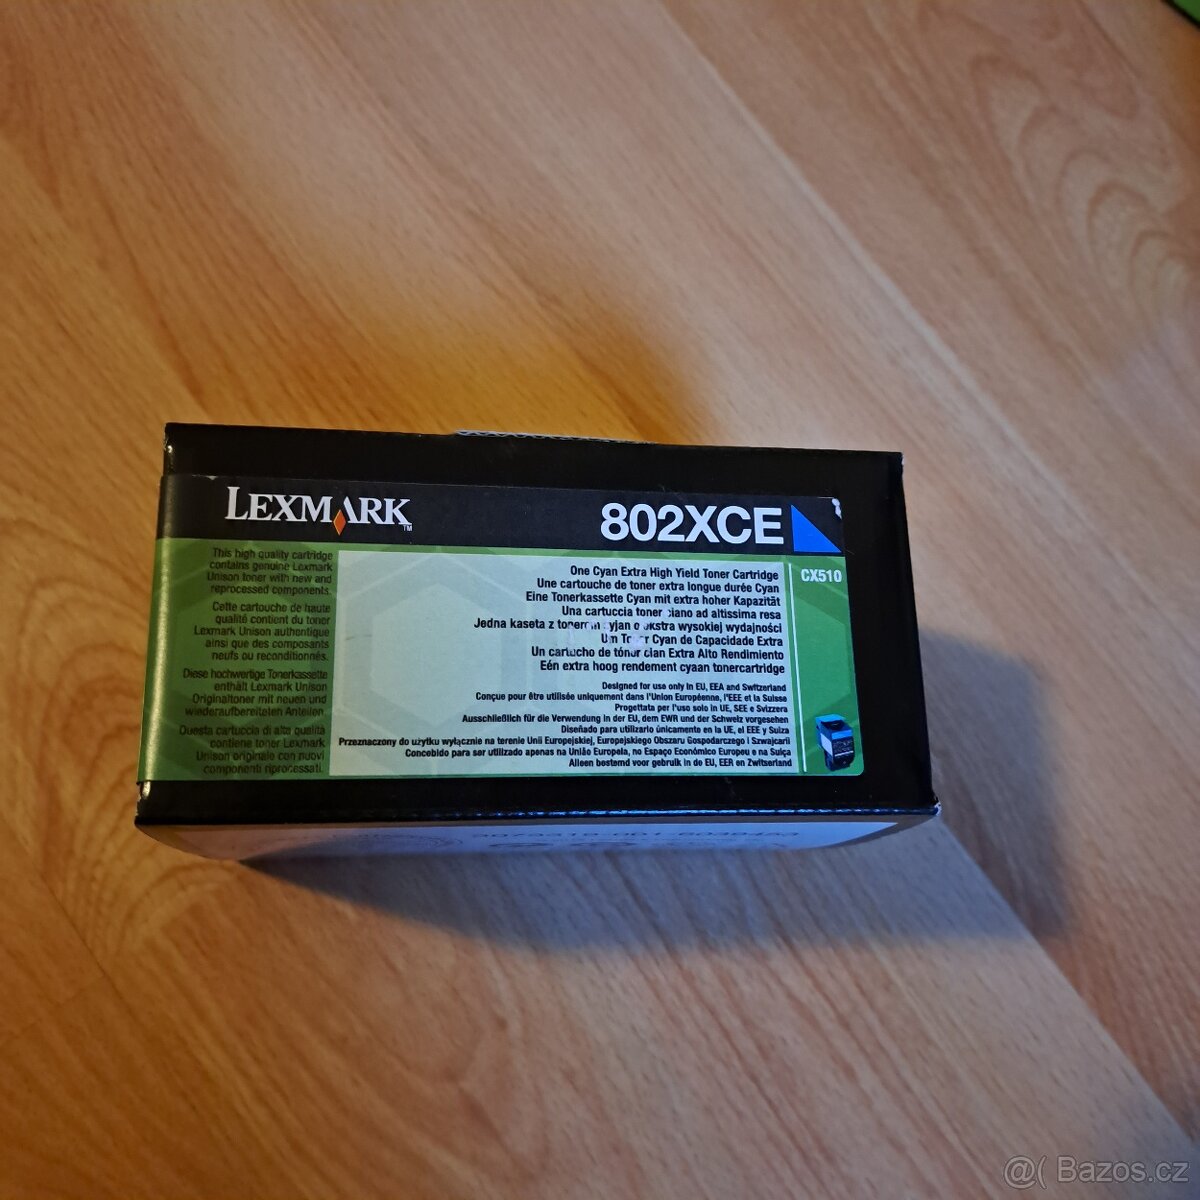 LEXMARK™
802XCE
This high quality cartridge
contains genuine Lexmark
Unison toner with new and
reprocessed components.
Cette cartouche de haute
qualité contient du toner
Lexmark Unison authentique
ainsi que des composants
neufs ou reconditionnés.
Diese hochwertige Tonerkassette
enthält Lexmark Unison
Originaltoner mit neuen und
wiederaufbereiteten Anteilen.
Questa cartuccia di alta qualità
contiene toner Lexmark
Unison originale con nuovi
componenti riprocessati.
One Cyan Extra High Yield Toner Cartridge
Une cartouche de toner extra longue durée Cyan
Eine Tonerkassette Cyan mit extra hoher Kapazität
Una cartuccia toner ciano ad altissima resa
Jedna kaseta z tonerem cyjan o ekstra wysokiej wydajności
Um Toner Cyan de Capacidade Extra
Un cartucho de tóner cian Extra Alto Rendimiento
Eén extra hoog rendement cyaan tonercartridge
Designed for use only in EU, EEA and Switzerland
Conçue pour être utilisée uniquement dans l'Union Européenne, l'EEE et la Suisse
Progettata per l'uso solo in UE, SEE e Svizzera
Ausschließlich für die Verwendung in der EU, dem EWR und der Schweiz vorgesehen
Diseñado para utilizarlo únicamente en la UE, el EEE y Suiza
Przeznaczony do użytku wyłącznie na terenie Unii Europejskiej, Europejskiego Obszaru Gospodarczego i Szwajcarii
Concebido para ser utilizado apenas na União Europeia, no Espaço Económico Europeu e na Suíça
Alleen bestemd voor gebruik in de EU, EER en Zwitserland
CX510
@( Bazos.cz